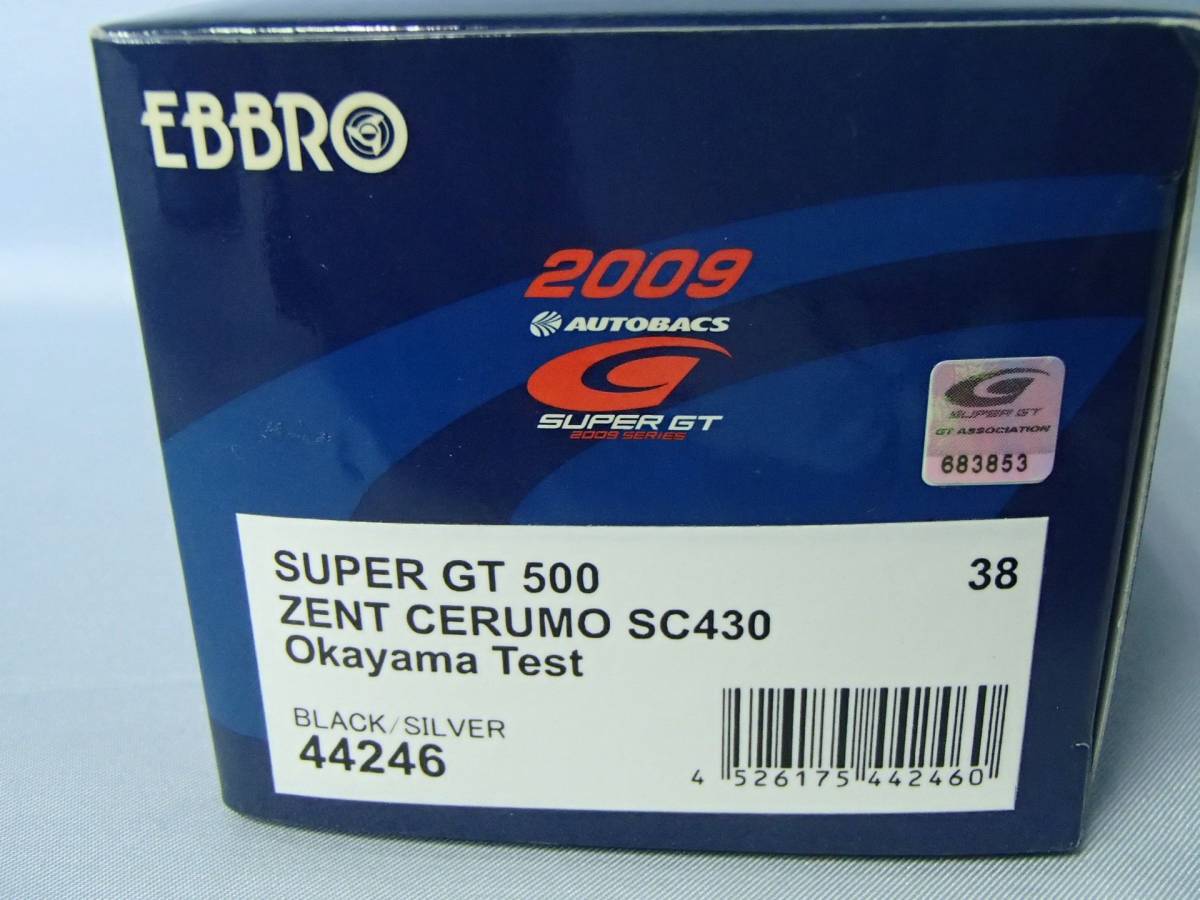 EBBRO
2009
AUTOBACS
SUPER GT
2009 SERIES
SUPER GT
GT ASSOCIATION
683853
SUPER GT 500
38
ZENT CERUMO SC430
Okayama Test
BLACK/SILVER
44246
4 526175 442460